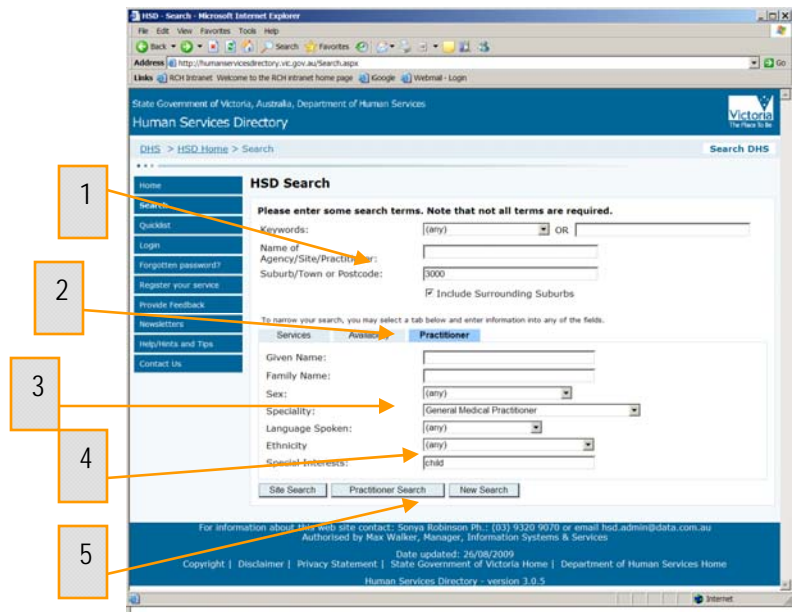 HSD - Search - Microsoft Internet Explorer
File Edit View Favorites Tools Help
Back Search Favorites
Address http://humanservicesdirectory.vic.gov.au/Search.aspx Go
Links RCH Intranet Welcome to the RCH intranet home page Google Webmail - Login
State Government of Victoria, Australia, Department of Human Services
Human Services Directory
Victoria
The Place To Be
DHS > HSD Home > Search
Search DHS
1
2
3
4
5
Home
Search
Quicklist
Login
Forgotten password?
Register your service
Provide Feedback
Newsletters
Help/Hints and Tips
Contact Us
HSD Search
Please enter some search terms. Note that not all terms are required.
Keywords: (any) OR
Name of
Agency/Site/Practitioner:
Suburb/Town or Postcode: 3000
Include Surrounding Suburbs
To narrow your search, you may select a tab below and enter information into any of the fields.
Services Availability Practitioner
Given Name:
Family Name:
Sex: (any)
Speciality: General Medical Practitioner
Language Spoken: (any)
Ethnicity (any)
Special Interests: child
Site Search Practitioner Search New Search
For information about this web site contact: Sonya Robinson Ph.: (03) 9320 9070 or email hsd.admin@data.com.au
Authorised by Max Walker, Manager, Information Systems & Services
Date updated: 26/08/2009
Copyright | Disclaimer | Privacy Statement | State Government of Victoria Home | Department of Human Services Home
Human Services Directory - version 3.0.5
Internet